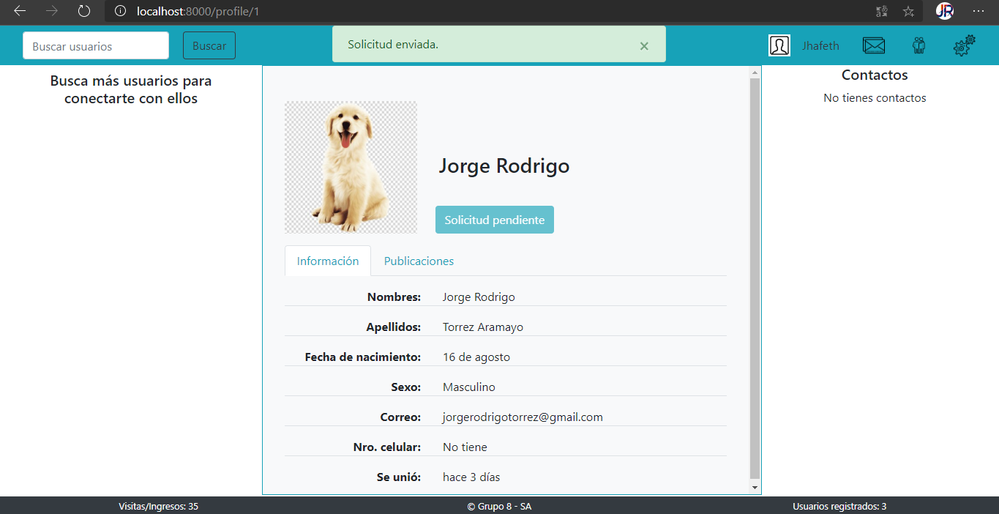 localhost:8000/profile/1
JR
Buscar usuarios
Buscar
Solicitud enviada.
×
Jhafeth
Busca más usuarios para
conectarte con ellos
Jorge Rodrigo
Solicitud pendiente
Información
Publicaciones
Nombres: Jorge Rodrigo
Apellidos: Torrez Aramayo
Fecha de nacimiento: 16 de agosto
Sexo: Masculino
Correo: jorgerodrigotorrez@gmail.com
Nro. celular: No tiene
Se unió: hace 3 días
Contactos
No tienes contactos
Visitas/Ingresos: 35
© Grupo 8 - SA
Usuarios registrados: 3